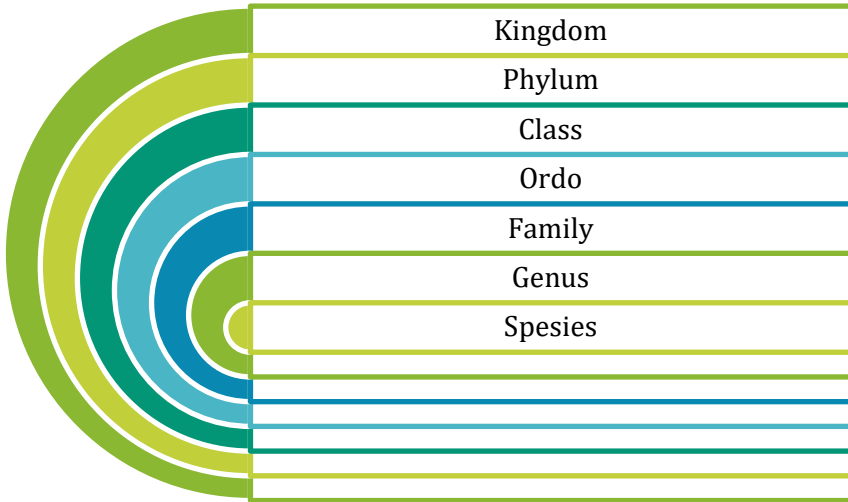 Kingdom
Phylum
Class
Ordo
Family
Genus
Spesies